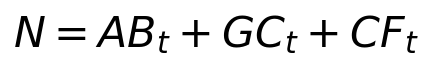 N = AB_t + GC_t + CF_t